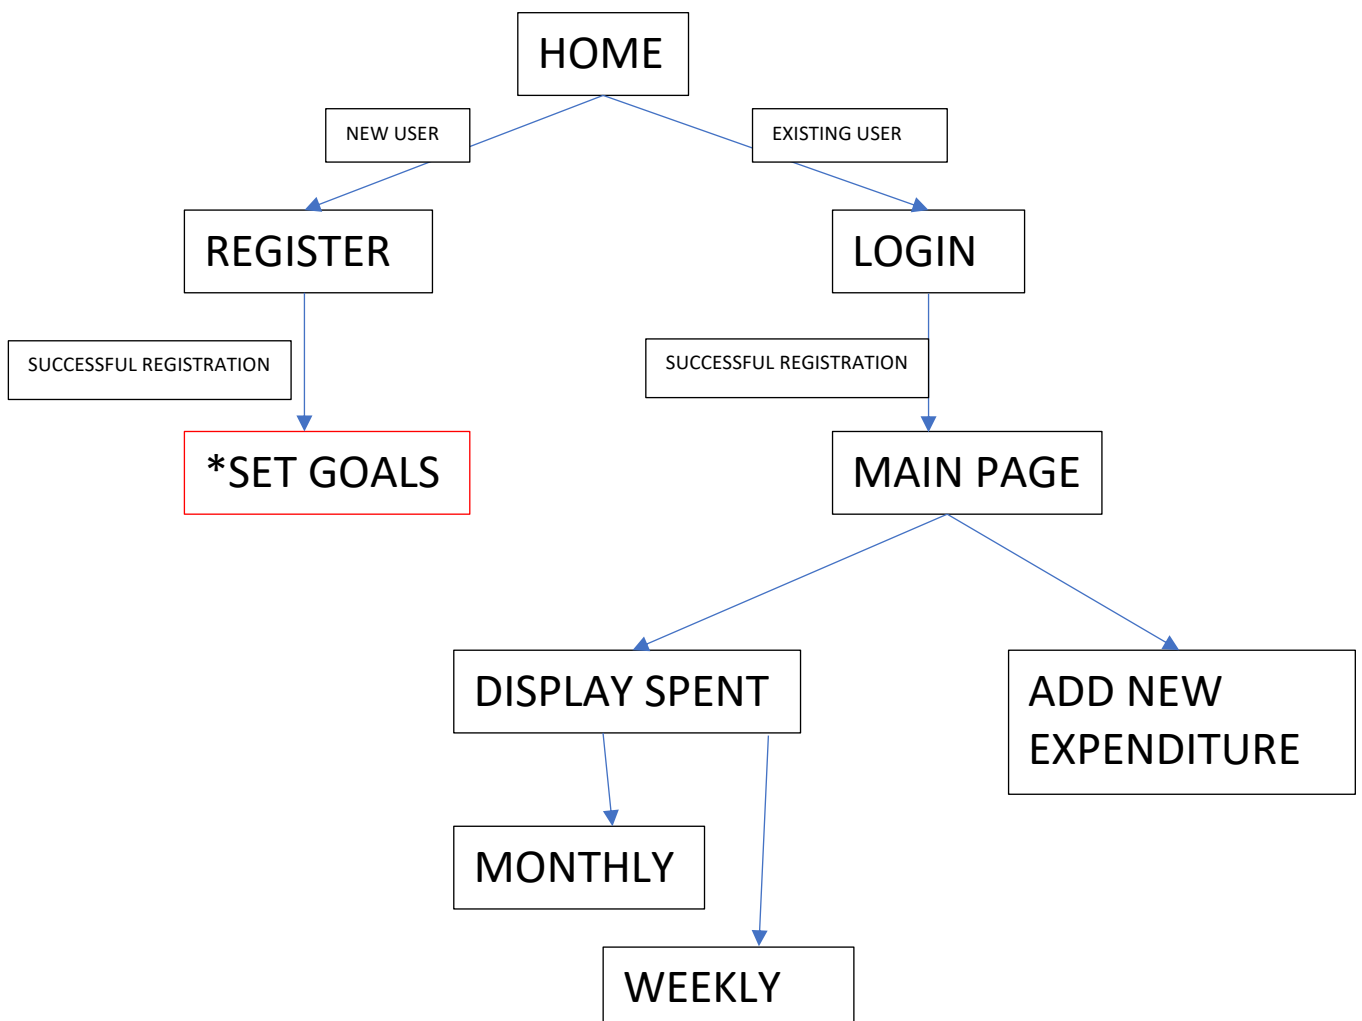 HOME
NEW USER
EXISTING USER
REGISTER
LOGIN
SUCCESSFUL REGISTRATION
SUCCESSFUL REGISTRATION
*SET GOALS
MAIN PAGE
DISPLAY SPENT
ADD NEW
EXPENDITURE
MONTHLY
WEEKLY